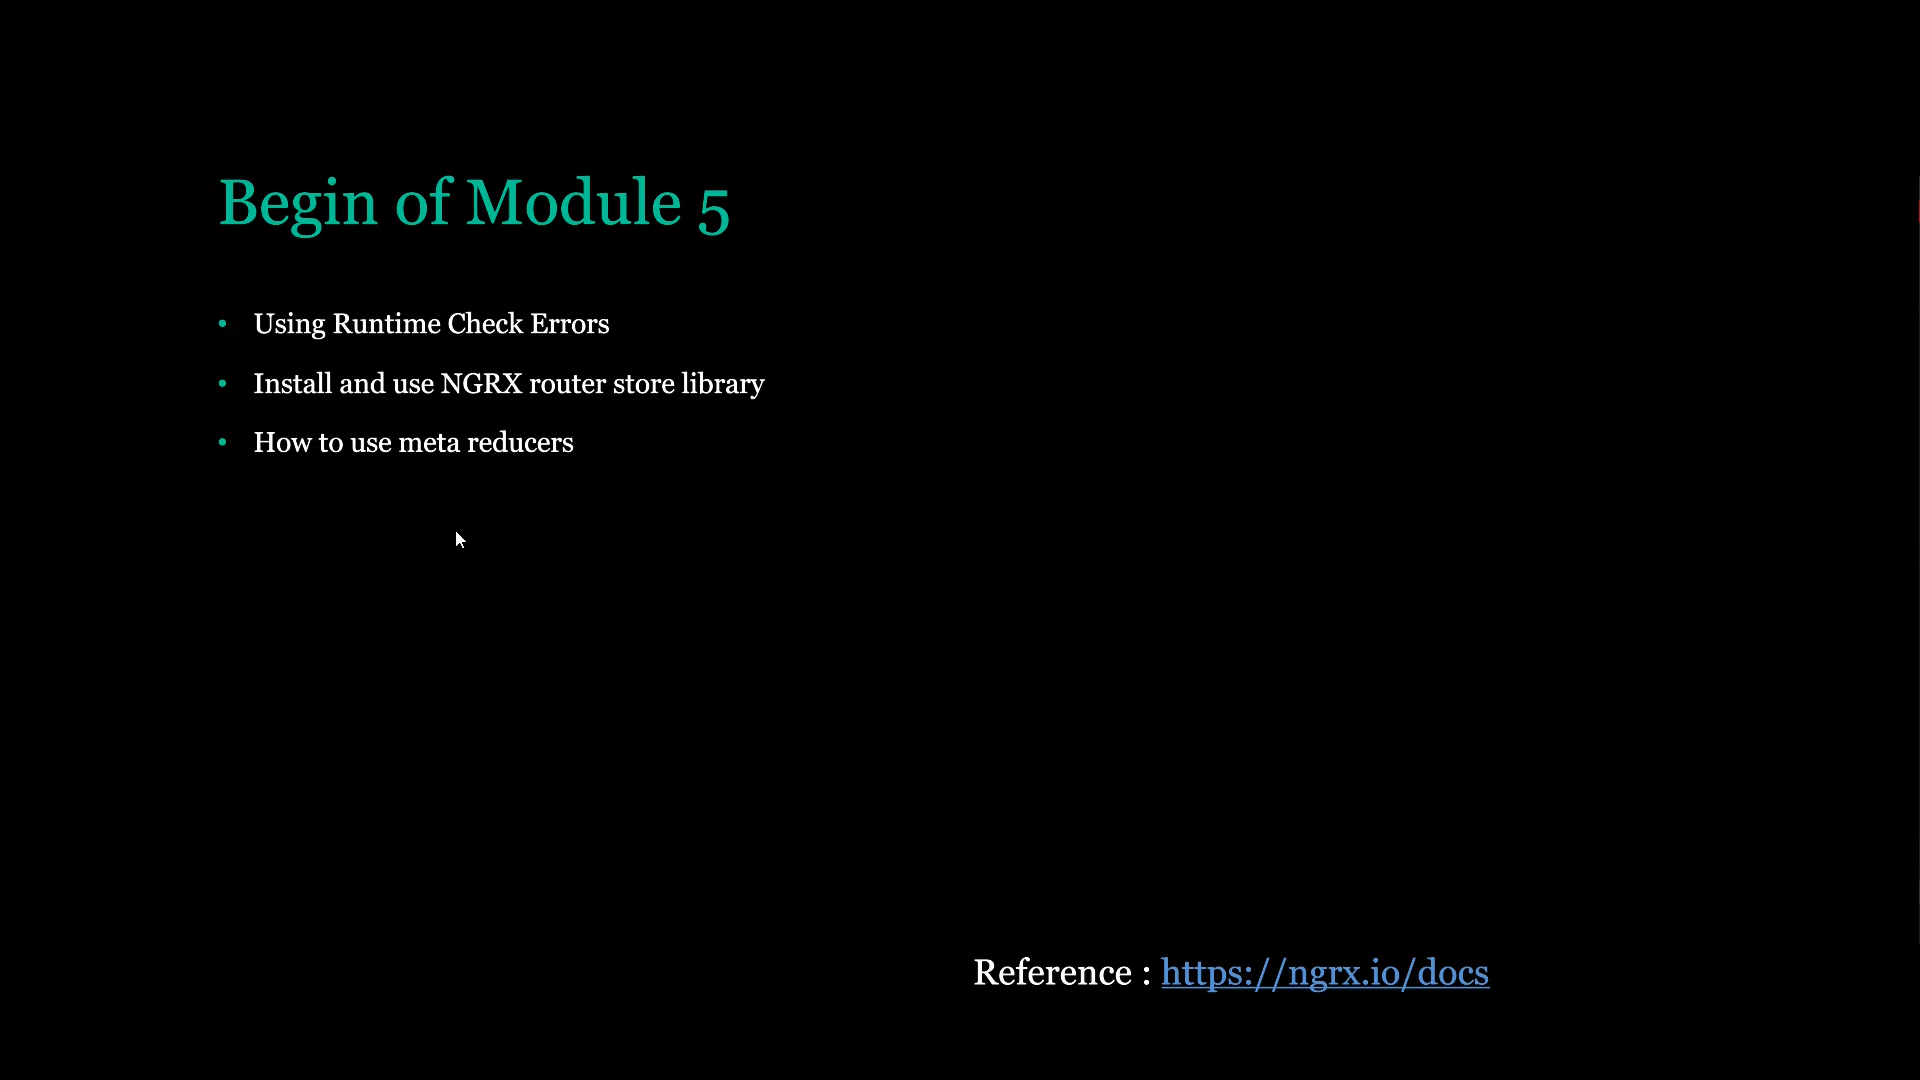 Begin of Module 5
• Using Runtime Check Errors
• Install and use NGRX router store library
• How to use meta reducers
Reference : https://ngrx.io/docs